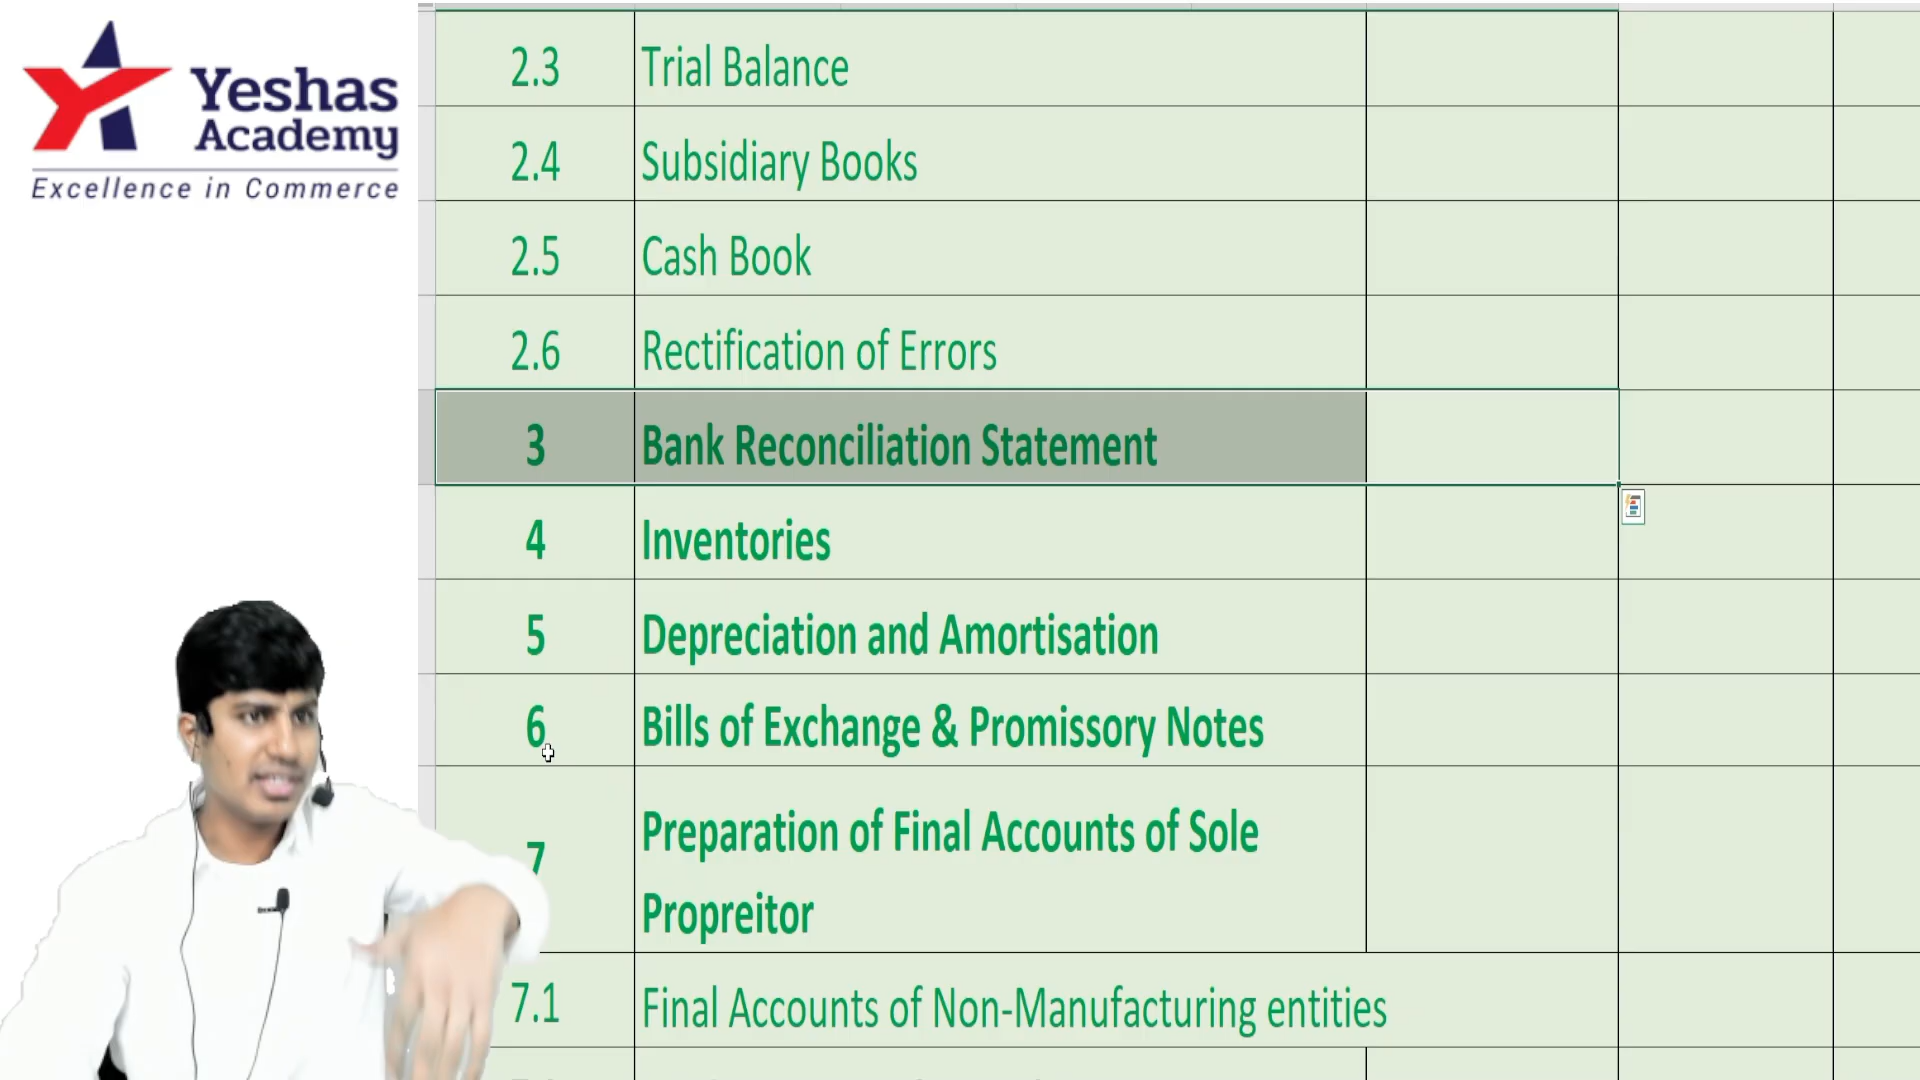 Yeshas
Academy
Excellence in Commerce
2.3 Trial Balance
2.4 Subsidiary Books
2.5 Cash Book
2.6 Rectification of Errors
3 Bank Reconciliation Statement
4 Inventories
5 Depreciation and Amortisation
6 Bills of Exchange & Promissory Notes
7 Preparation of Final Accounts of Sole
Propreitor
7.1 Final Accounts of Non-Manufacturing entities